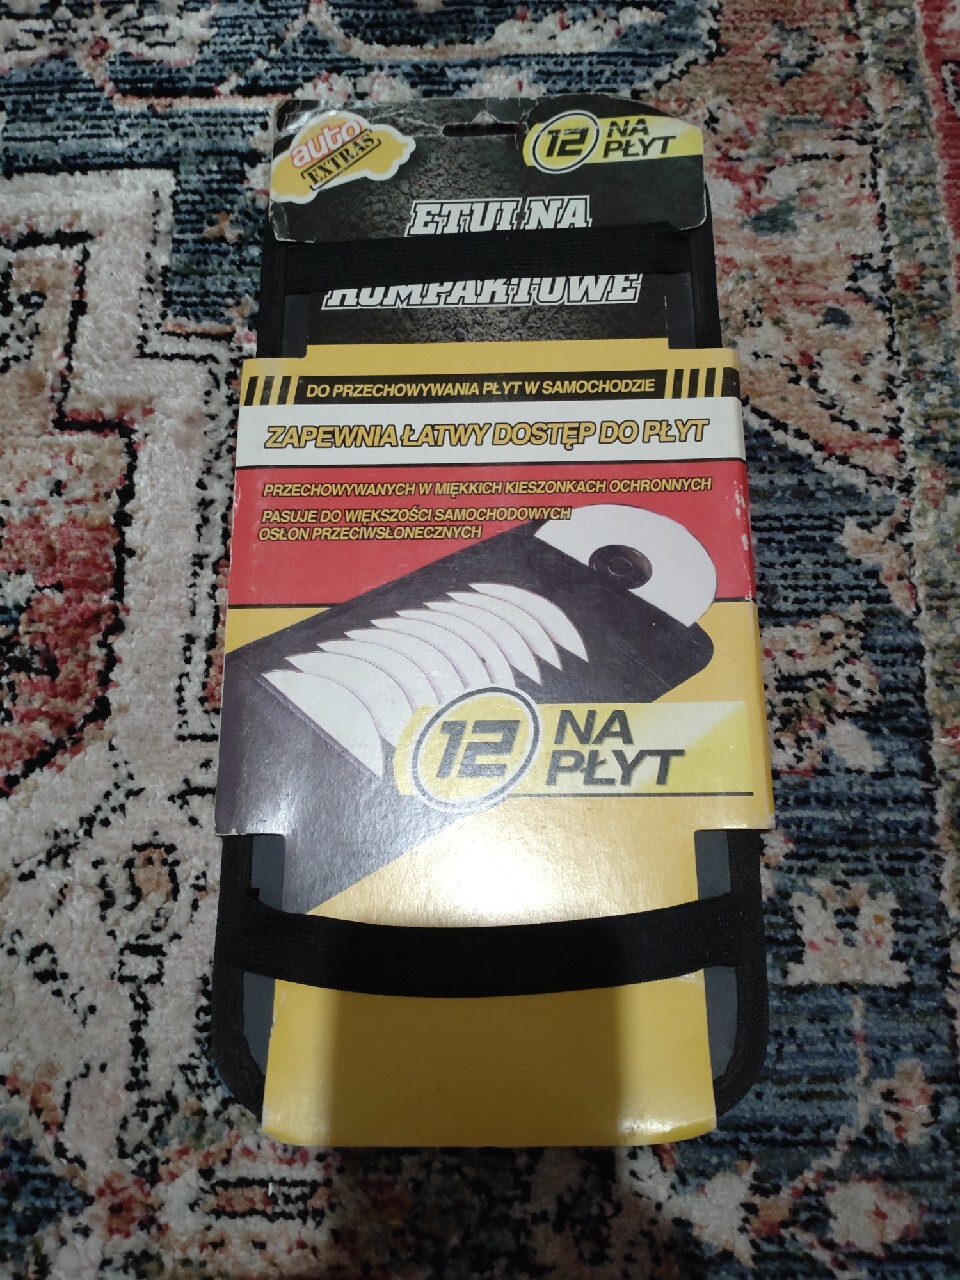 auto
EXTRAS
12 NA
PŁYT
ETUI NA
KOMPAKTOWE
DO PRZECHOWYWANIA PŁYT W SAMOCHODZIE
ZAPEWNIA ŁATWY DOSTĘP DO PŁYT
PRZECHOWYWANYCH W MIĘKKICH KIESZONKACH OCHRONNYCH
PASUJE DO WIĘKSZOŚCI SAMOCHODOWYCH
OSŁON PRZECIWSŁONECZNYCH
12 NA
PŁYT